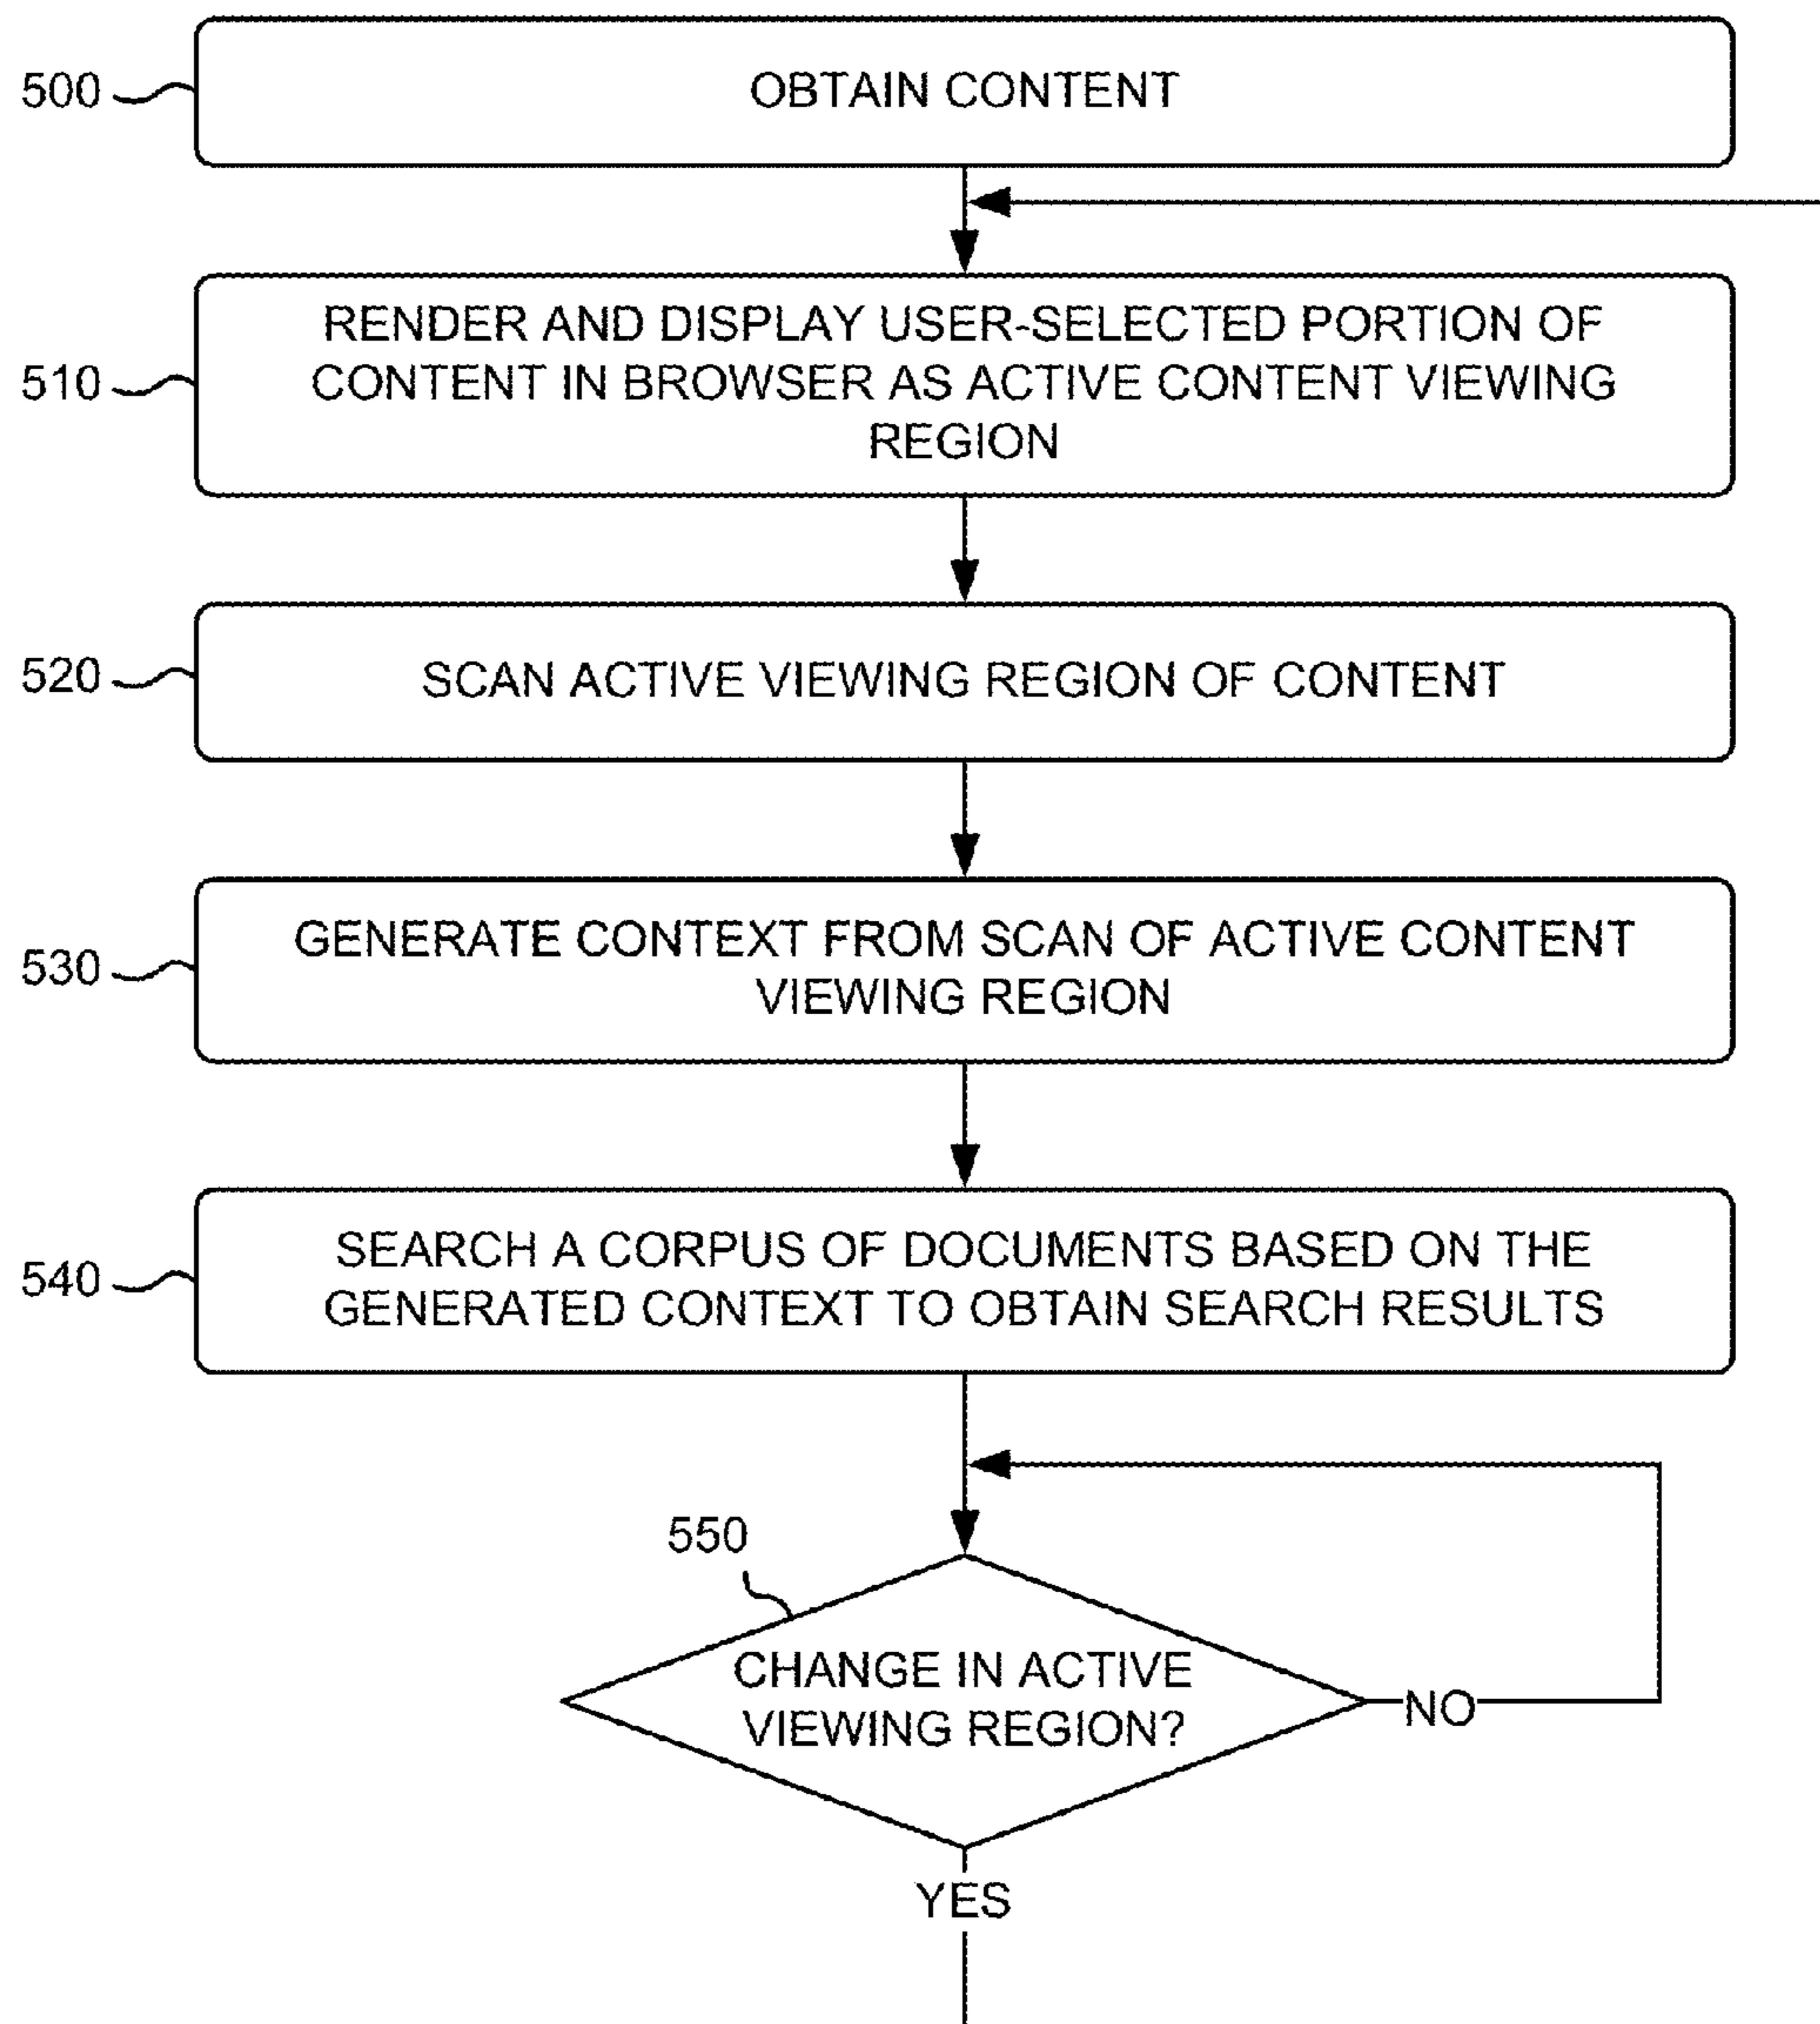 500
OBTAIN CONTENT
510
RENDER AND DISPLAY USER-SELECTED PORTION OF
CONTENT IN BROWSER AS ACTIVE CONTENT VIEWING
REGION
520
SCAN ACTIVE VIEWING REGION OF CONTENT
530
GENERATE CONTEXT FROM SCAN OF ACTIVE CONTENT
VIEWING REGION
540
SEARCH A CORPUS OF DOCUMENTS BASED ON THE
GENERATED CONTEXT TO OBTAIN SEARCH RESULTS
550
CHANGE IN ACTIVE
VIEWING REGION?
NO
YES